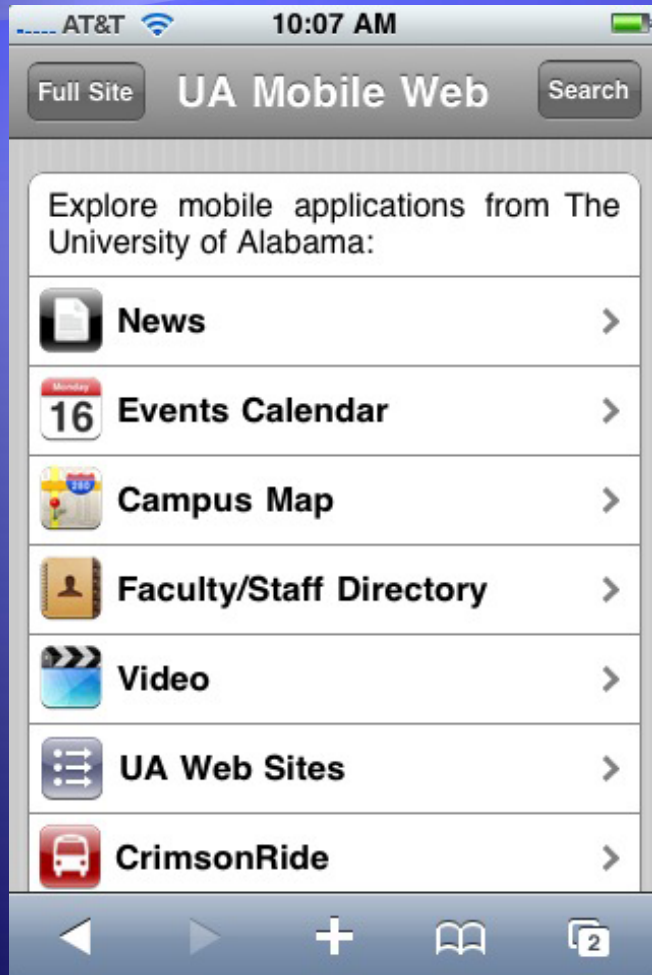 AT&T 10:07 AM
Full Site UA Mobile Web Search
Explore mobile applications from The
University of Alabama:
News
Monday
16 Events Calendar
280
Campus Map
Faculty/Staff Directory
Video
UA Web Sites
CrimsonRide
2